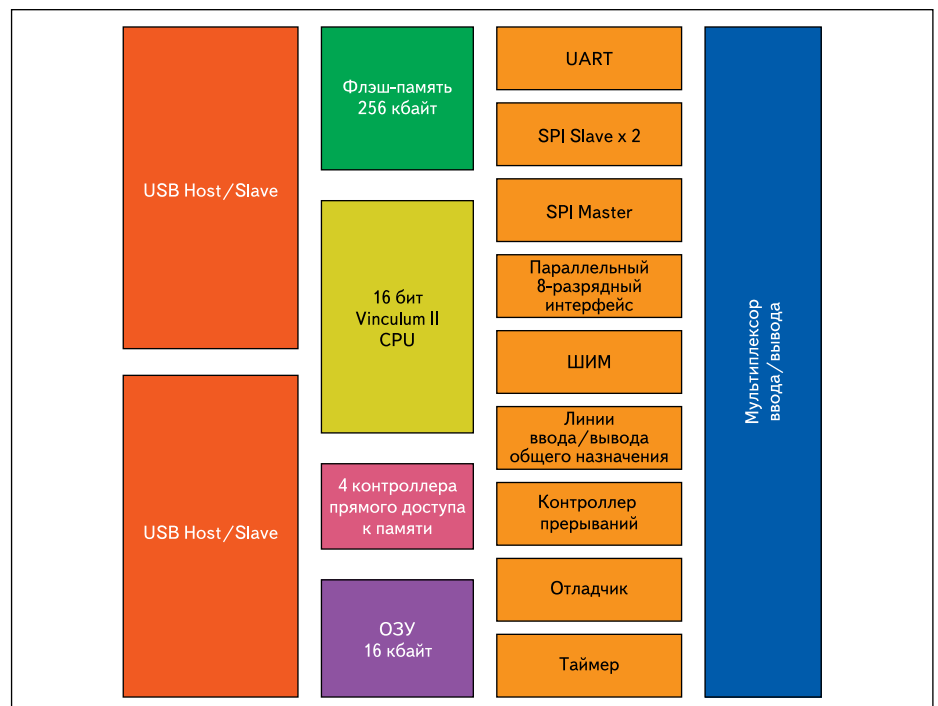 USB Host/Slave
USB Host/Slave
Флэш-память
256 кбайт
16 бит
Vinculum II
CPU
4 контроллера
прямого доступа
к памяти
ОЗУ
16 кбайт
UART
SPI Slave x 2
SPI Master
Параллельный
8-разрядный
интерфейс
ШИМ
Линии
ввода/вывода
общего назначения
Контроллер
прерываний
Отладчик
Таймер
Мультиплексор
ввода/вывода